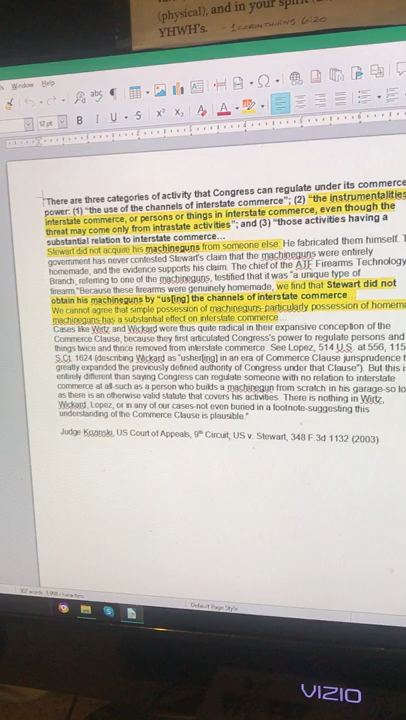 (physical), and in your spirit
YHWH's. - 1 CORINTHIANS 6:20
Window Help
12 pt
B I U S X² X₂ A A
"There are three categories of activity that Congress can regulate under its commerce
power: (1) "the use of the channels of interstate commerce"; (2) "the instrumentalities
interstate commerce, or persons or things in interstate commerce, even though the
threat may come only from intrastate activities"; and (3) "those activities having a
substantial relation to interstate commerce...
Stewart did not acquire his machineguns from someone else. He fabricated them himself. T
government has never contested Stewart's claim that the machineguns were entirely
homemade, and the evidence supports his claim. The chief of the ATF Firearms Technology
Branch, referring to one of the machineguns, testified that it was "a unique type of
firearm."Because these firearms were genuinely homemade, we find that Stewart did not
obtain his machineguns by "us[ing] the channels of interstate commerce...
We cannot agree that simple possession of machineguns-particularly possession of homema
machineguns-has a substantial effect on interstate commerce...
Cases like Wirtz and Wickard were thus quite radical in their expansive conception of the
Commerce Clause, because they first articulated Congress's power to regulate persons and
things twice and thrice removed from interstate commerce. See Lopez, 514 U.S. at 556, 115
S.Ct. 1624 (describing Wickard as "usher[ing] in an era of Commerce Clause jurisprudence t
greatly expanded the previously defined authority of Congress under that Clause"). But this i
entirely different than saying Congress can regulate someone with no relation to interstate
commerce at all-such as a person who builds a machinegun from scratch in his garage-so lo
as there is an otherwise valid statute that covers his activities. There is nothing in Wirtz,
Wickard, Lopez, or in any of our cases-not even buried in a footnote-suggesting this
understanding of the Commerce Clause is plausible."
Judge Kozinski, US Court of Appeals, 9th Circuit, US v. Stewart, 348 F.3d 1132 (2003)
Default Page Style
VIZIO